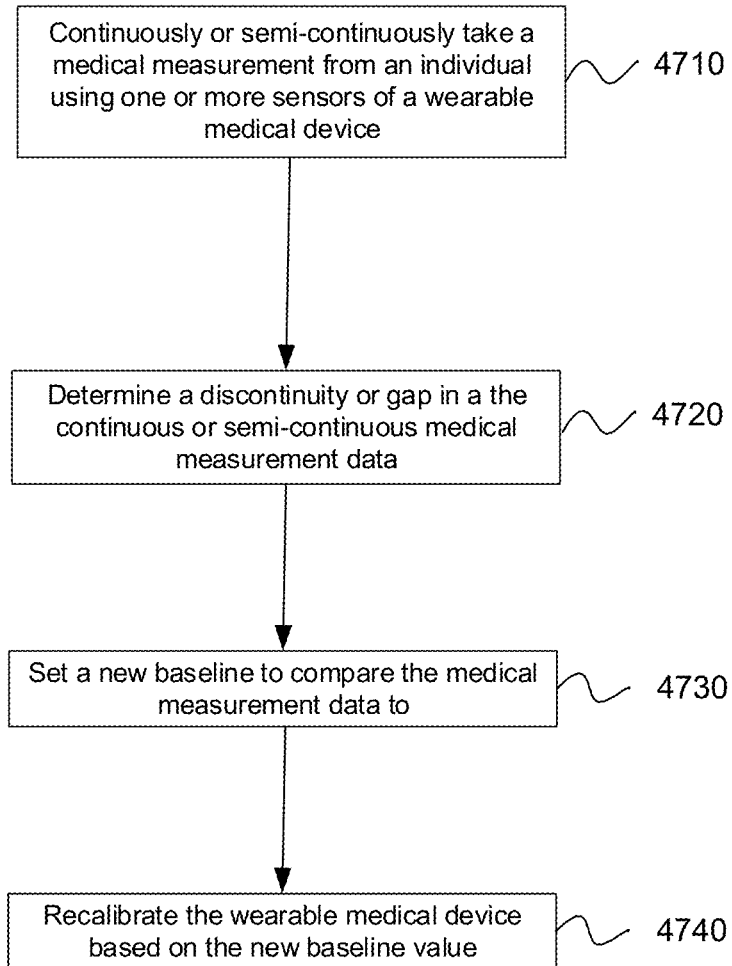 Continuously or semi-continuously take a
medical measurement from an individual
using one or more sensors of a wearable
medical device
4710
Determine a discontinuity or gap in a the
continuous or semi-continuous medical
measurement data
4720
Set a new baseline to compare the medical
measurement data to
4730
Recalibrate the wearable medical device
based on the new baseline value
4740